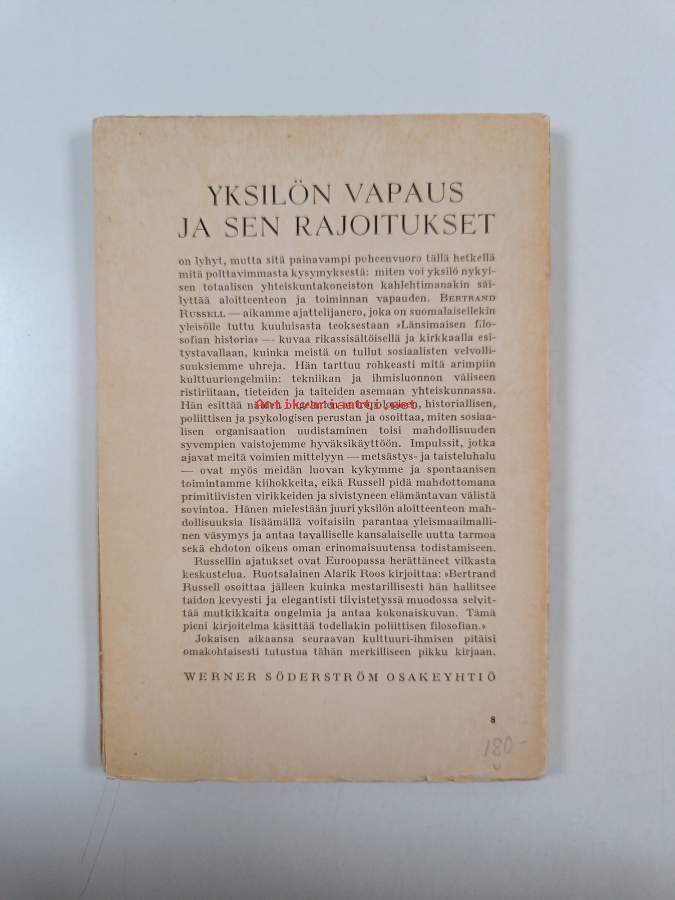 YKSILÖN VAPAUS
JA SEN RAJOITUKSET
on lyhyt, mutta sitä painavampi puheenvuoro tällä hetkellä
mitä polttavimmasta kysymyksestä: miten voi yksilö nykyi-
sen totaalisen yhteiskuntakoneiston kahlehtimanakin säi-
lyttää aloitteenteon ja toiminnan vapauden. BERTRAND
RUSSELL — aikamme ajattelijanero, joka on suomalaisellekin
yleisölle tuttu kuuluisasta teoksestaan »Länsimaisen filo-
sofian historia» — kuvaa rikassisältöisellä ja kirkkaalla esi-
tystavallaan, kuinka meistä on tullut sosiaalisten velvolli-
suuksiemme uhreja. Hän tarttuu rohkeasti mitä arimpiin
kulttuuriongelmiin: tekniikan ja ihmisluonnon väliseen
ristiriitaan, tieteiden ja taiteiden asemaan yhteiskunnassa.
Hän esittää historiallisen,
Antikvariaatti.net
poliittisen ja psykologisen perustan ja osoittaa, miten sosiaa-
lisen organisaation uudistaminen toisi mahdollisuuden
syvempien vaistojemme hyväksikäyttöön. Impulssit, jotka
ajavat meitä voimien mittelyyn — metsästys- ja taisteluhalu
— ovat myös meidän luovan kykymme ja spontaanisen
toimintamme kiihokkeita, eikä Russell pidä mahdottomana
primitiivisten virikkeiden ja sivistyneen elämäntavan välistä
sovintoa. Hänen mielestään juuri yksilön aloitteenteon mah-
dollisuuksia lisäämällä voitaisiin parantaa yleismaailmalli-
nen väsymys ja antaa tavalliselle kansalaiselle uutta tarmoa
sekä ehdoton oikeus oman erinomaisuutensa todistamiseen.
Russellin ajatukset ovat Euroopassa herättäneet vilkasta
keskustelua. Ruotsalainen Alarik Roos kirjoittaa: »Bertrand
Russell osoittaa jälleen kuinka mestarillisesti hän hallitsee
taidon kevyesti ja elegantisti tiivistetyssä muodossa selvit-
tää mutkikkaita ongelmia ja antaa kokonaiskuvan. Tämä
pieni kirjoitelma käsittää todellakin poliittisen filosofian.»
Jokaisen aikaansa seuraavan kulttuuri-ihmisen pitäisi
omakohtaisesti tutustua tähän merkilliseen pikku kirjaan.
WERNER SÖDERSTRÖM OSAKEYHTIÖ
8
180-